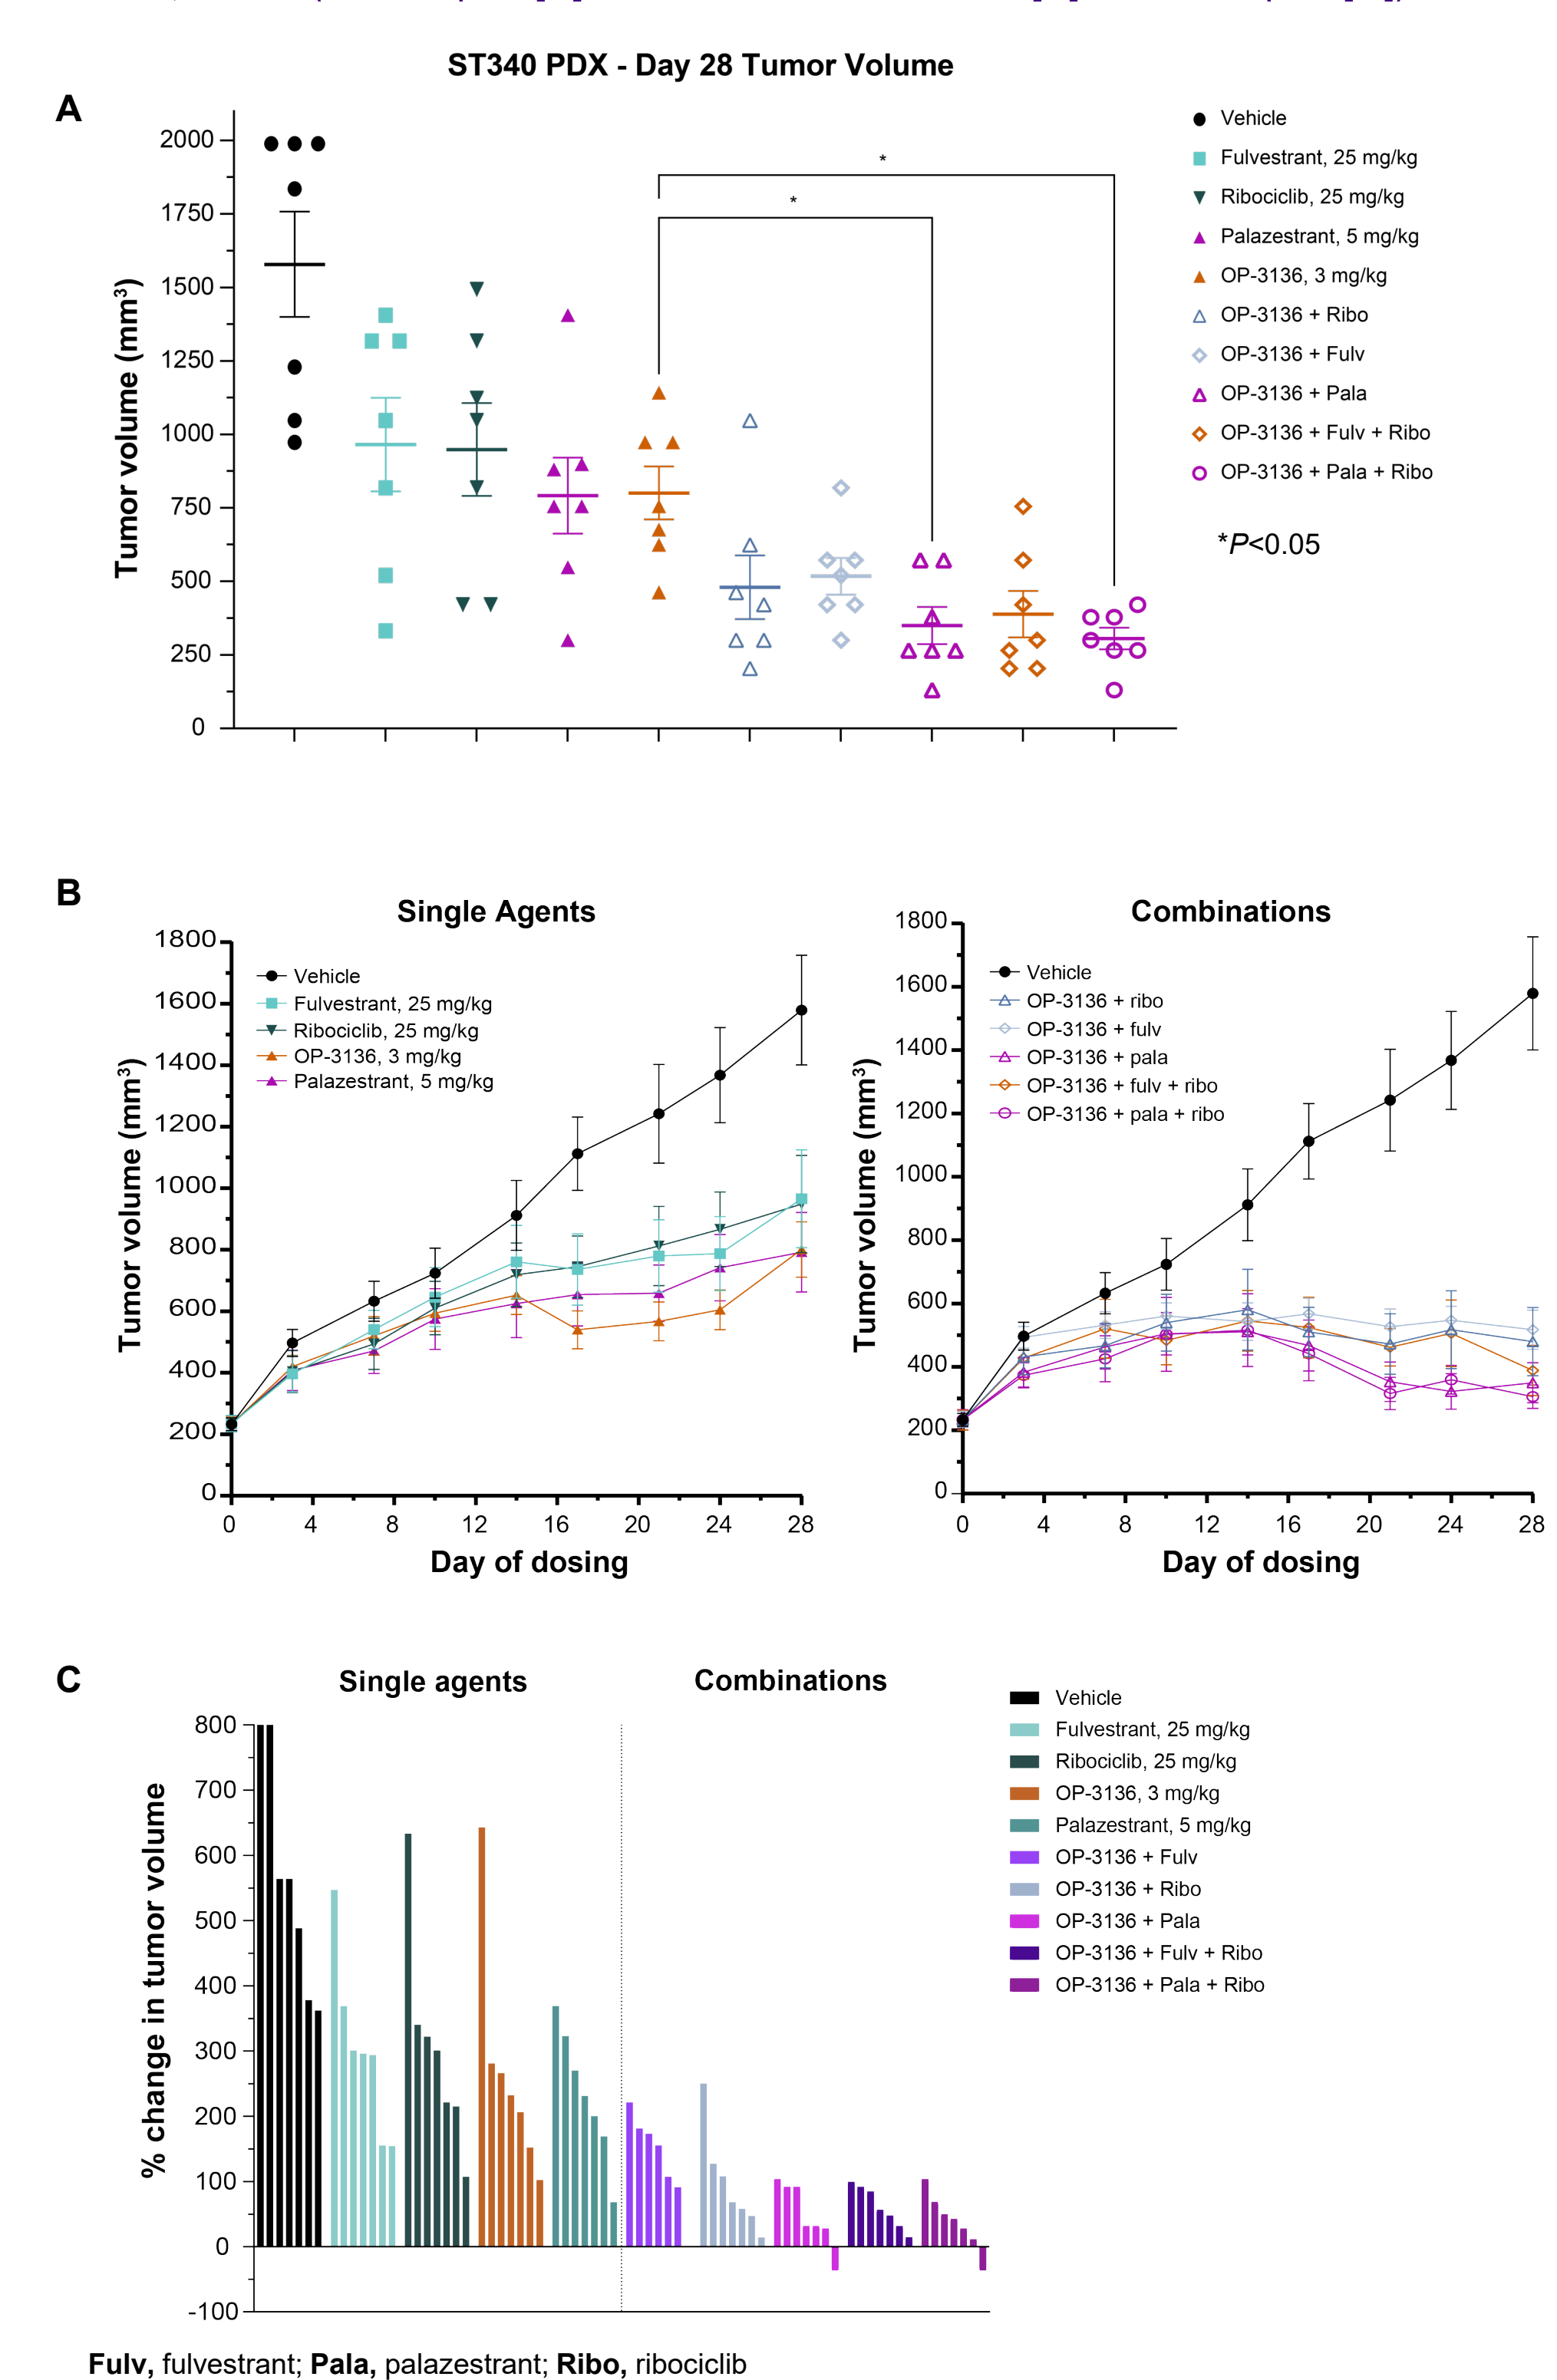 ST340 PDX - Day 28 Tumor Volume
A
Tumor volume (mm³)
2000
1750
1500
1250
1000
750
500
250
0
*
*
Vehicle
Fulvestrant, 25 mg/kg
Ribociclib, 25 mg/kg
Palazestrant, 5 mg/kg
OP-3136, 3 mg/kg
OP-3136 + Ribo
OP-3136 + Fulv
OP-3136 + Pala
OP-3136 + Fulv + Ribo
OP-3136 + Pala + Ribo
*P<0.05
B
Single Agents
Tumor volume (mm³)
1800
1600
1400
1200
1000
800
600
400
200
0
Vehicle
Fulvestrant, 25 mg/kg
Ribociclib, 25 mg/kg
OP-3136, 3 mg/kg
Palazestrant, 5 mg/kg
0 4 8 12 16 20 24 28
Day of dosing
Combinations
Tumor volume (mm³)
1800
1600
1400
1200
1000
800
600
400
200
0
Vehicle
OP-3136 + ribo
OP-3136 + fulv
OP-3136 + pala
OP-3136 + fulv + ribo
OP-3136 + pala + ribo
0 4 8 12 16 20 24 28
Day of dosing
C
Single agents
Combinations
% change in tumor volume
800
700
600
500
400
300
200
100
0
-100
Vehicle
Fulvestrant, 25 mg/kg
Ribociclib, 25 mg/kg
OP-3136, 3 mg/kg
Palazestrant, 5 mg/kg
OP-3136 + Fulv
OP-3136 + Ribo
OP-3136 + Pala
OP-3136 + Fulv + Ribo
OP-3136 + Pala + Ribo
Fulv, fulvestrant; Pala, palazestrant; Ribo, ribociclib